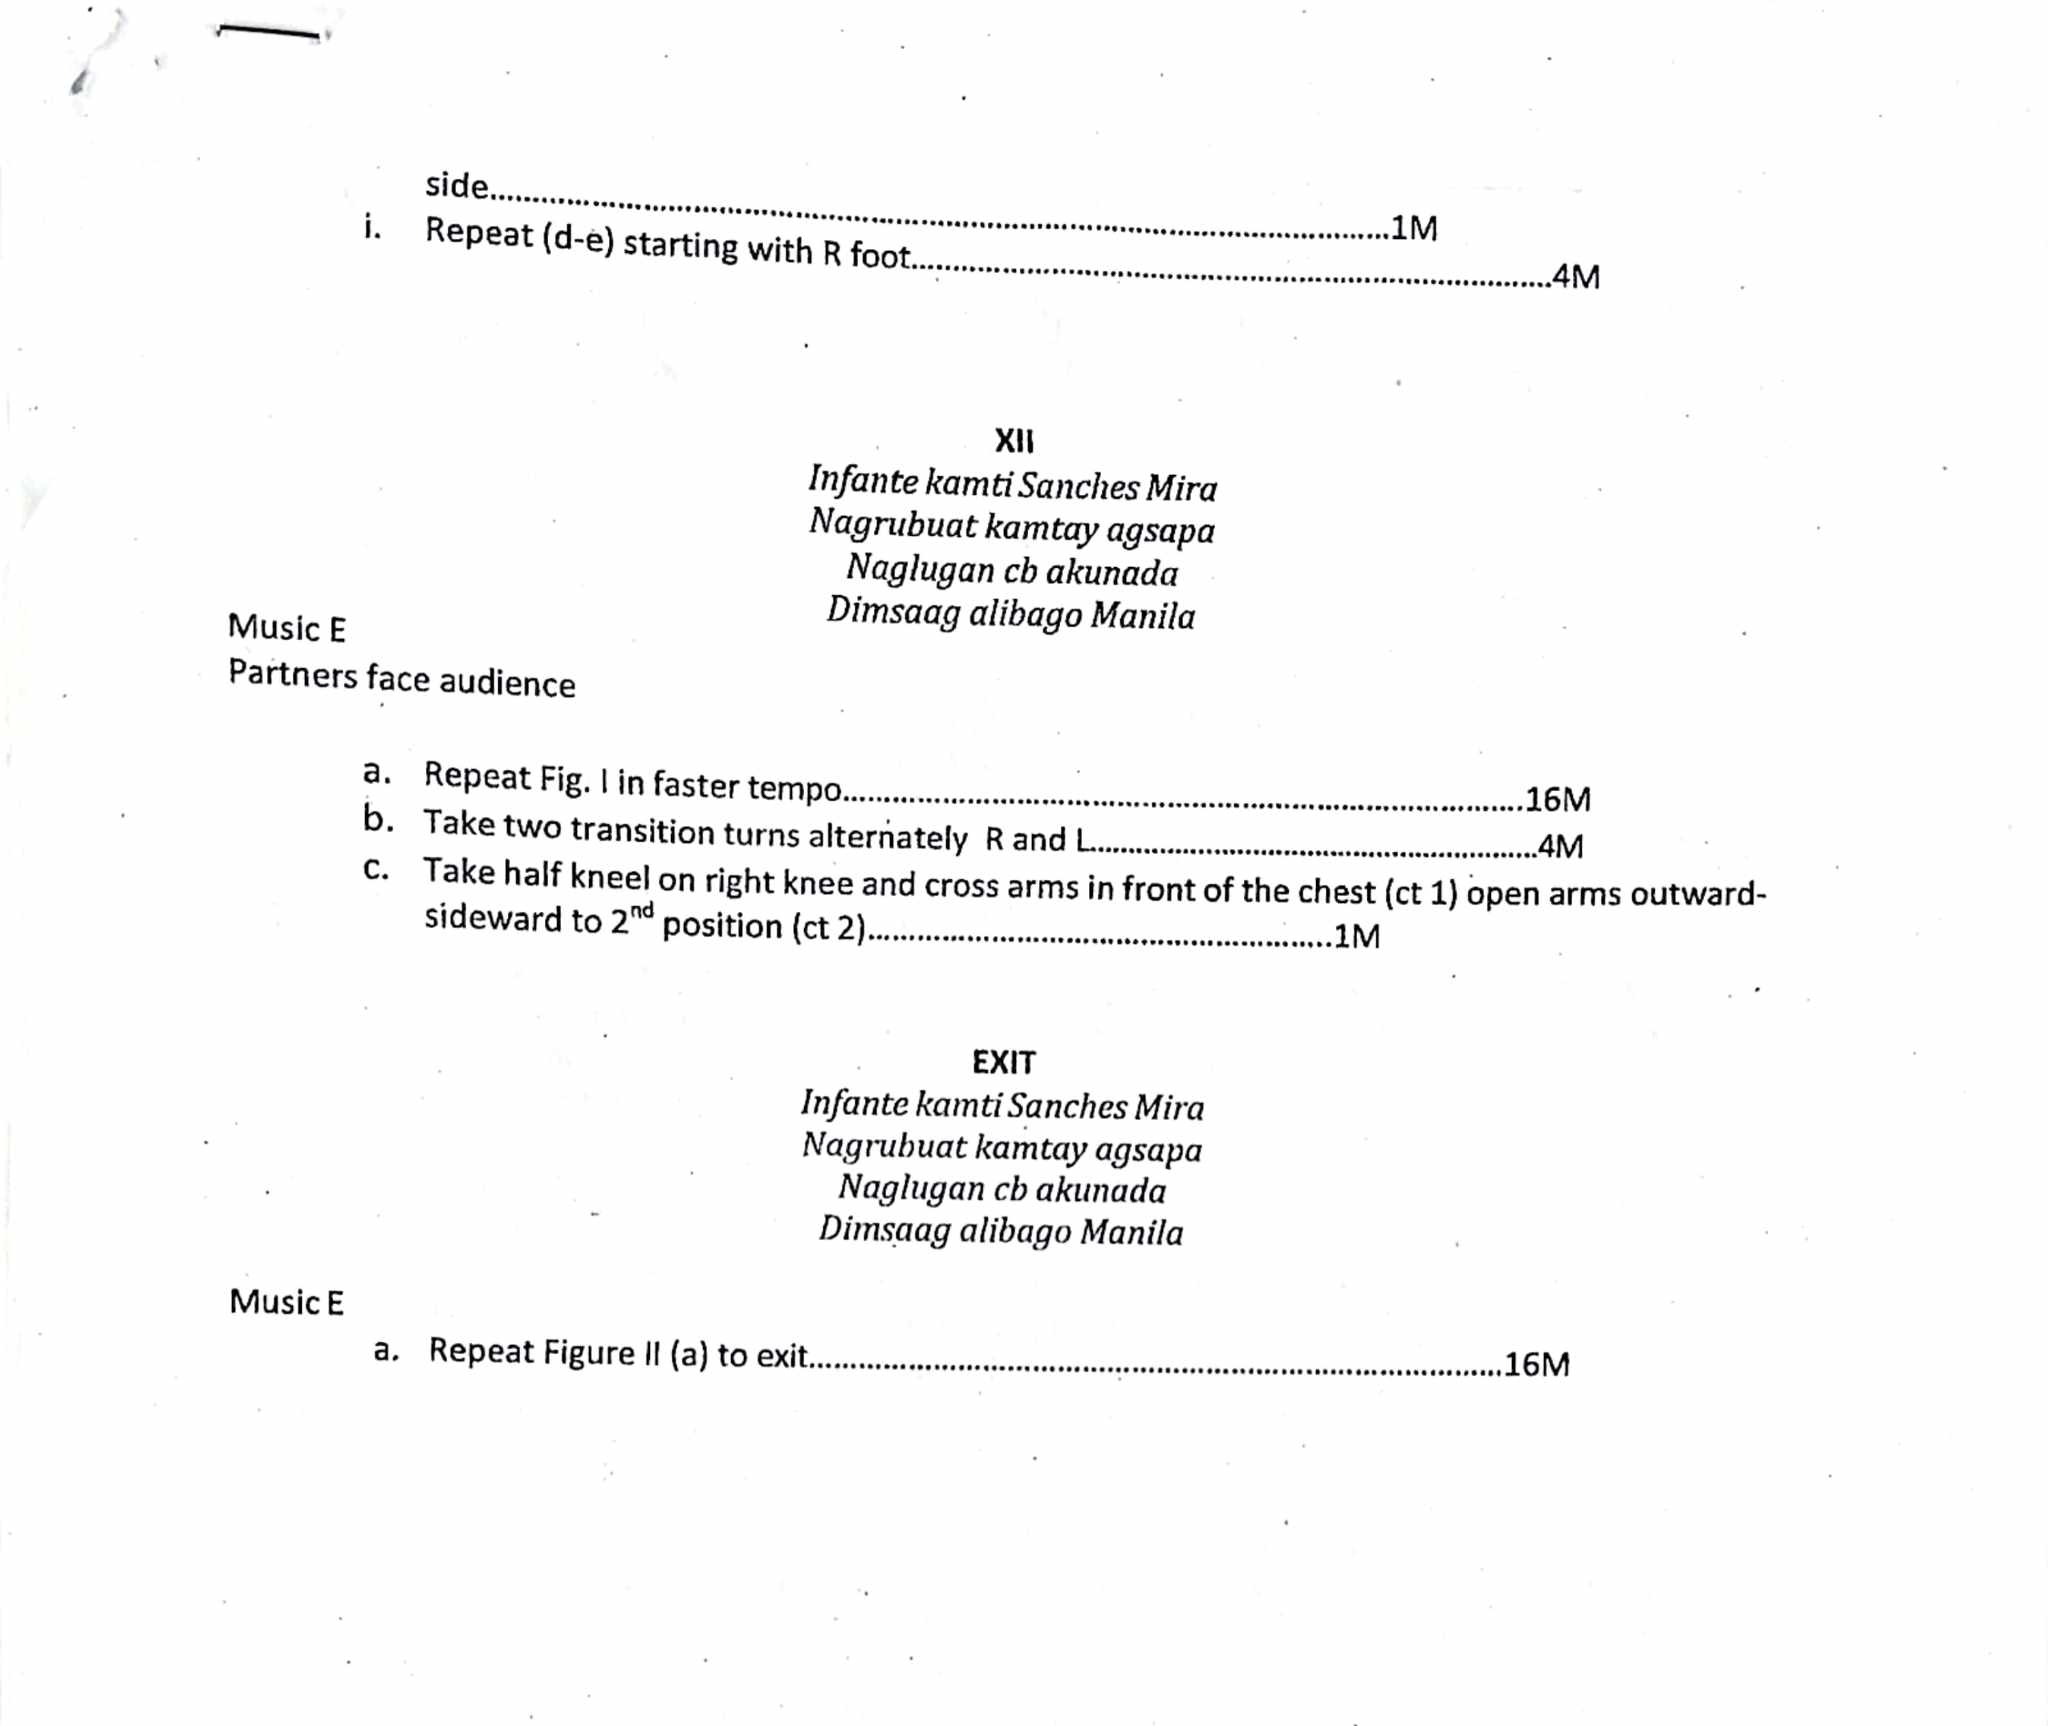 side..........1M
i. Repeat (d-e) starting with R foot..........4M
XII
Infante kamti Sanches Mira
Nagrubuat kamtay agsapa
Naglugan cb akunada
Dimsaag alibago Manila
Music E
Partners face audience
a. Repeat Fig. I in faster tempo..........16M
b. Take two transition turns alternately R and L..........4M
c. Take half kneel on right knee and cross arms in front of the chest (ct 1) open arms outward-
sideward to 2nd position (ct 2)..........1M
EXIT
Infante kamti Sanches Mira
Nagrubuat kamtay agsapa
Naglugan cb akunada
Dimsaag alibago Manila
Music E
a. Repeat Figure II (a) to exit..........16M